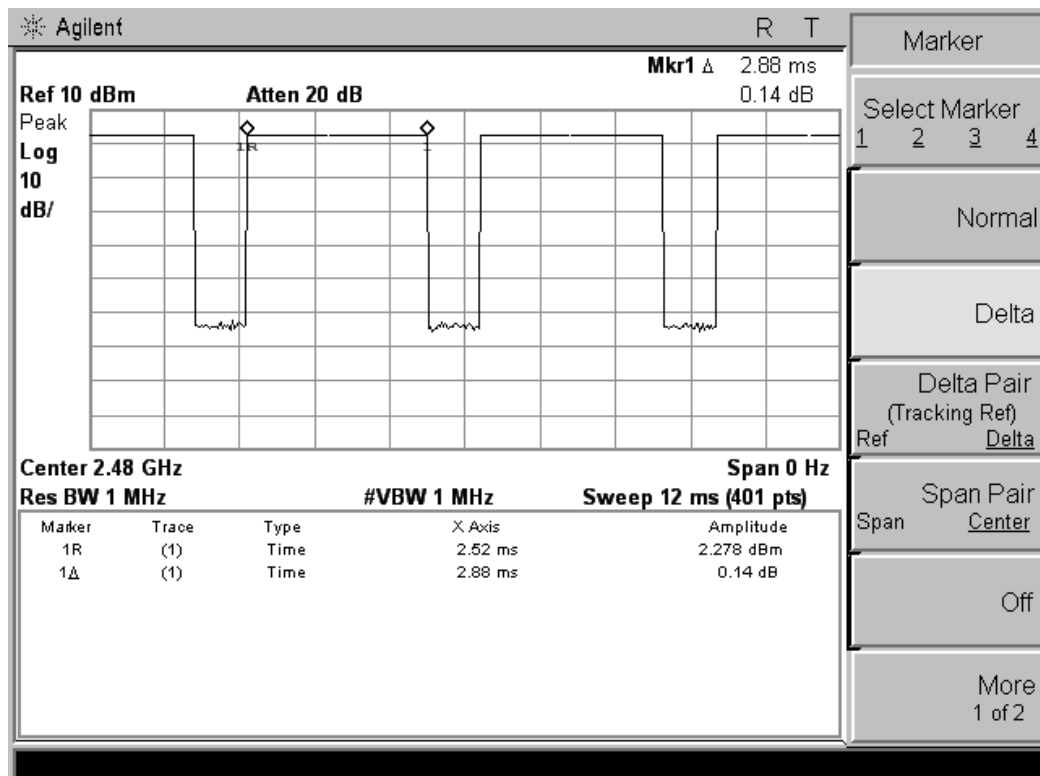 Agilent R T
Mkr1 Δ 2.88 ms
Ref 10 dBm Atten 20 dB 0.14 dB
Peak
Log
10
dB/
1R
1
Center 2.48 GHz Span 0 Hz
Res BW 1 MHz #VBW 1 MHz Sweep 12 ms (401 pts)
Marker Trace Type X Axis Amplitude
1R (1) Time 2.52 ms 2.278 dBm
1Δ (1) Time 2.88 ms 0.14 dB
Marker
Select Marker
1 2 3 4
Normal
Delta
Delta Pair
(Tracking Ref)
Ref Delta
Span Pair
Span Center
Off
More
1 of 2